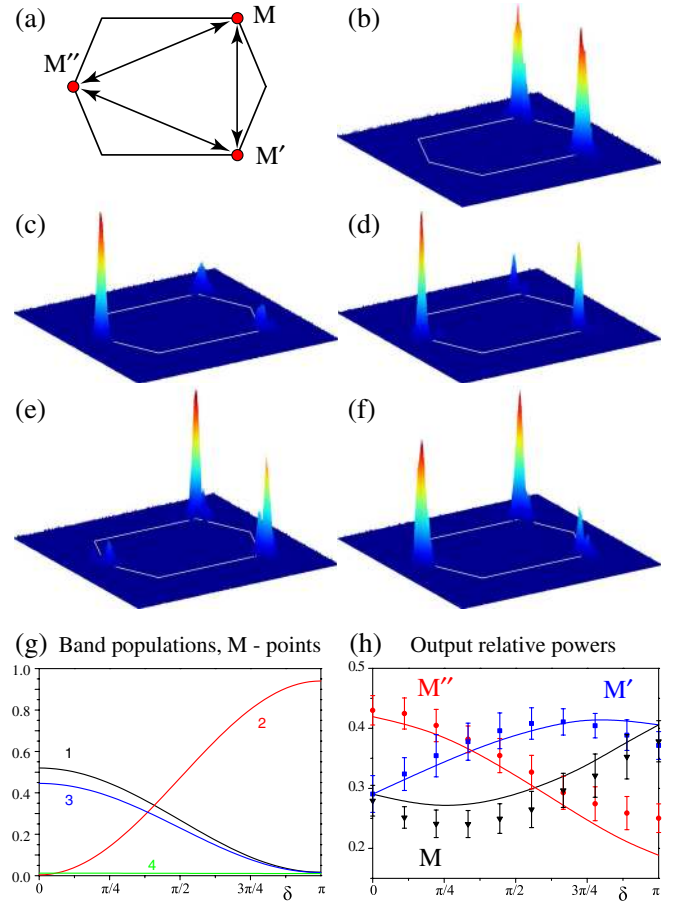 (a)
M
M″
M′
(b)
(c)
(d)
(e)
(f)
(g) Band populations, M - points
1.0
0.8
0.6
0.4
0.2
0.0
1
2
3
4
0 π/4 π/2 3π/4 δ π
(h) Output relative powers
0.5
0.4
0.3
0.2
M″
M′
M
0 π/4 π/2 3π/4 δ π